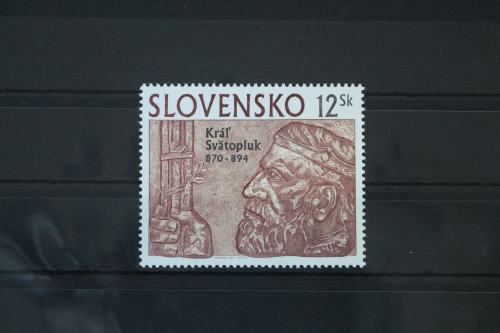 SLOVENSKO 12 Sk
Kráľ
Svätopluk
870 - 894